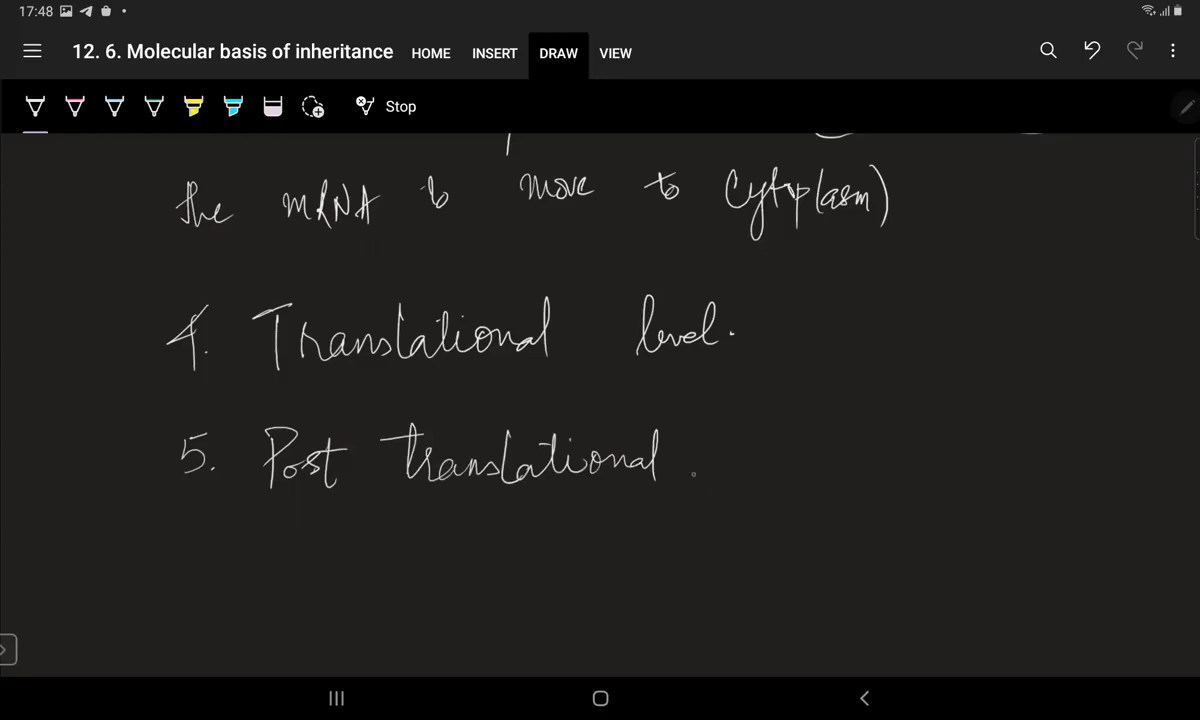 17:48
12. 6. Molecular basis of inheritance HOME INSERT DRAW VIEW
Stop
the mRNA to move to Cytoplasm)
4. Translational level.
5. Post translational.